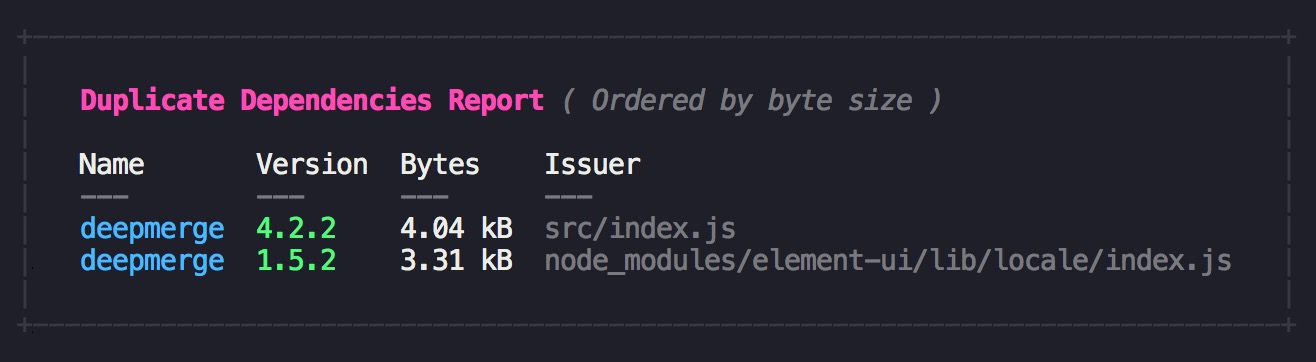 Duplicate Dependencies Report ( Ordered by byte size )
Name Version Bytes Issuer
--- --- --- ---
deepmerge 4.2.2 4.04 kB src/index.js
deepmerge 1.5.2 3.31 kB node_modules/element-ui/lib/locale/index.js